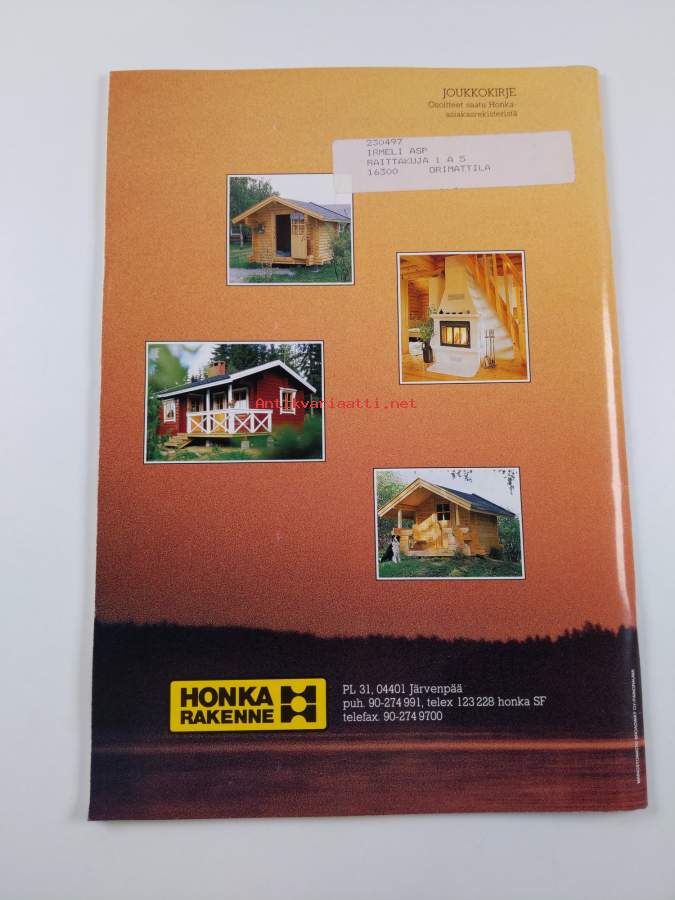 JOUKKOKIRJE
Osoitteet saatu Honka-
asiakasrekisteristä
230497
IRMELI ASP
RAITTAKUJA 1 A 5
16300 ORIMATTILA
Antikvariaatti.net
HONKA
RAKENNE
PL 31, 04401 Järvenpää
puh. 90-274 991, telex 123 228 honka SF
telefax. 90-274 9700